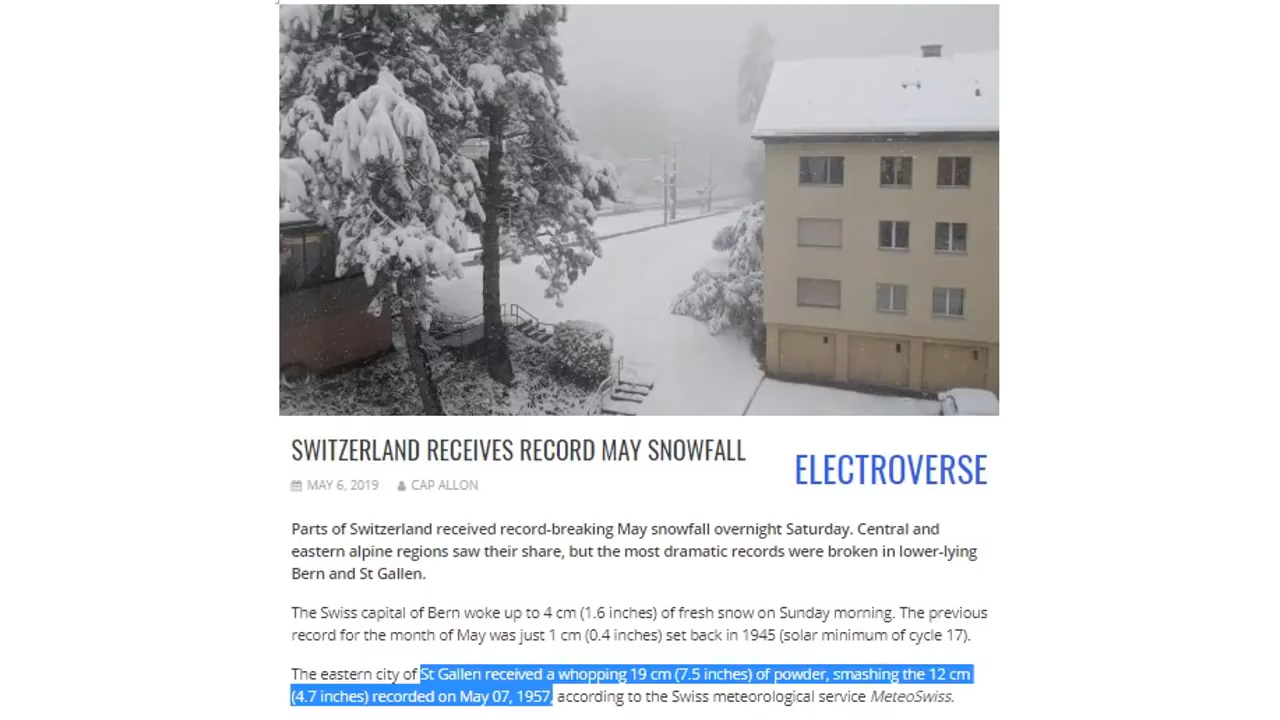 SWITZERLAND RECEIVES RECORD MAY SNOWFALL
ELECTROVERSE
MAY 6, 2019 CAP ALLON
Parts of Switzerland received record-breaking May snowfall overnight Saturday. Central and
eastern alpine regions saw their share, but the most dramatic records were broken in lower-lying
Bern and St Gallen.
The Swiss capital of Bern woke up to 4 cm (1.6 inches) of fresh snow on Sunday morning. The previous
record for the month of May was just 1 cm (0.4 inches) set back in 1945 (solar minimum of cycle 17).
The eastern city of St Gallen received a whopping 19 cm (7.5 inches) of powder, smashing the 12 cm
(4.7 inches) recorded on May 07, 1957, according to the Swiss meteorological service MeteoSwiss.